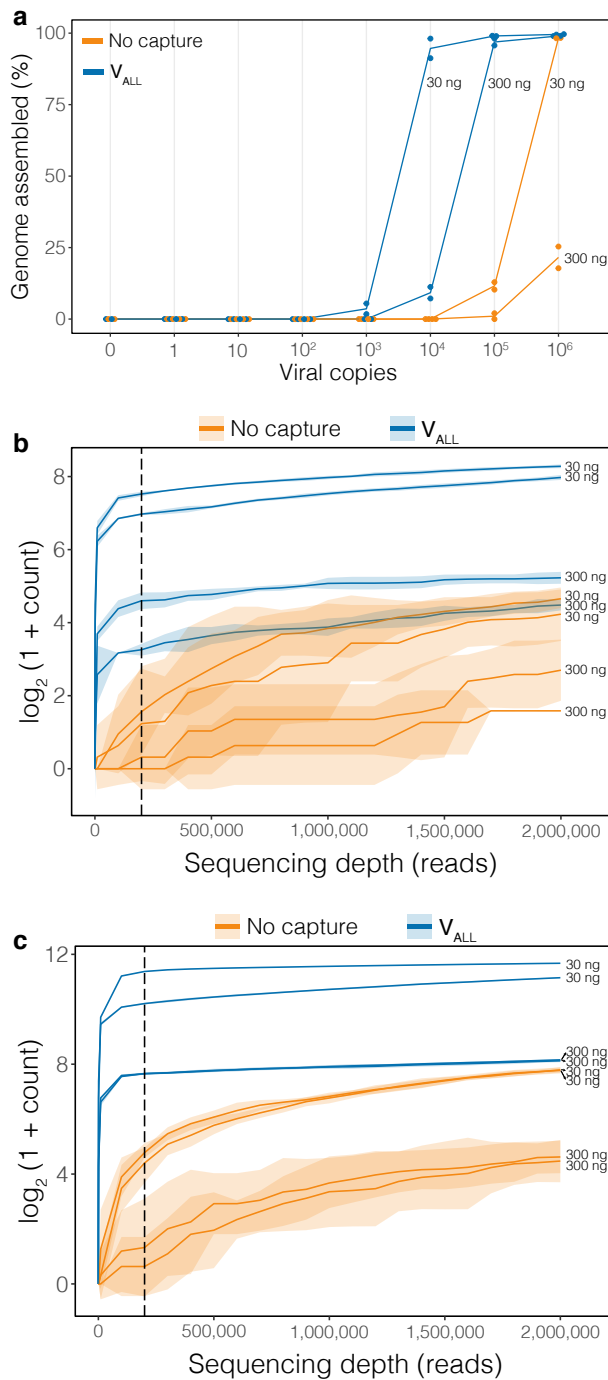 a
No capture
V_ALL
Genome assembled (%)
100
75
50
25
0
30 ng
300 ng
30 ng
300 ng
0 1 10 10² 10³ 10⁴ 10⁵ 10⁶
Viral copies
b
No capture
V_ALL
log₂ (1 + count)
8
6
4
2
0
30 ng
30 ng
300 ng
30 ng
300 ng
30 ng
300 ng
300 ng
0 500,000 1,000,000 1,500,000 2,000,000
Sequencing depth (reads)
c
No capture
V_ALL
log₂ (1 + count)
12
8
4
0
30 ng
30 ng
300 ng
300 ng
30 ng
30 ng
300 ng
300 ng
0 500,000 1,000,000 1,500,000 2,000,000
Sequencing depth (reads)